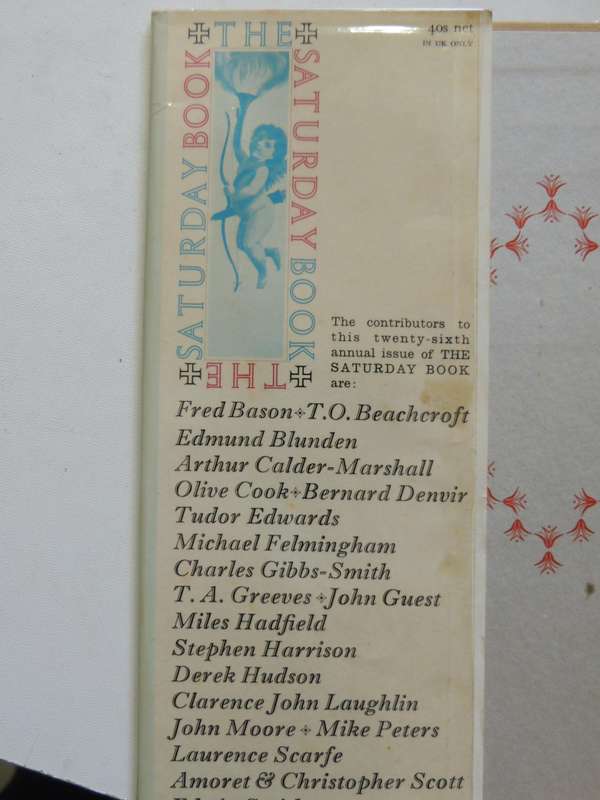 THE
SATURDAY BOOK
THE
SATURDAY BOOK
40s net
IN UK ONLY
The contributors to
this twenty-sixth
annual issue of THE
SATURDAY BOOK
are:
Fred Bason + T.O. Beachcroft
Edmund Blunden
Arthur Calder-Marshall
Olive Cook + Bernard Denvir
Tudor Edwards
Michael Felmingham
Charles Gibbs-Smith
T. A. Greeves + John Guest
Miles Hadfield
Stephen Harrison
Derek Hudson
Clarence John Laughlin
John Moore + Mike Peters
Laurence Scarfe
Amoret & Christopher Scott